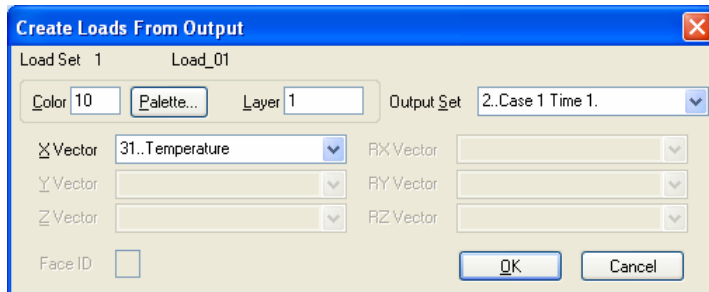 Create Loads From Output
Load Set 1 Load_01
Color 10 Palette... Layer 1 Output Set 2..Case 1 Time 1.
X Vector 31..Temperature RX Vector
Y Vector RY Vector
Z Vector RZ Vector
Face ID OK Cancel